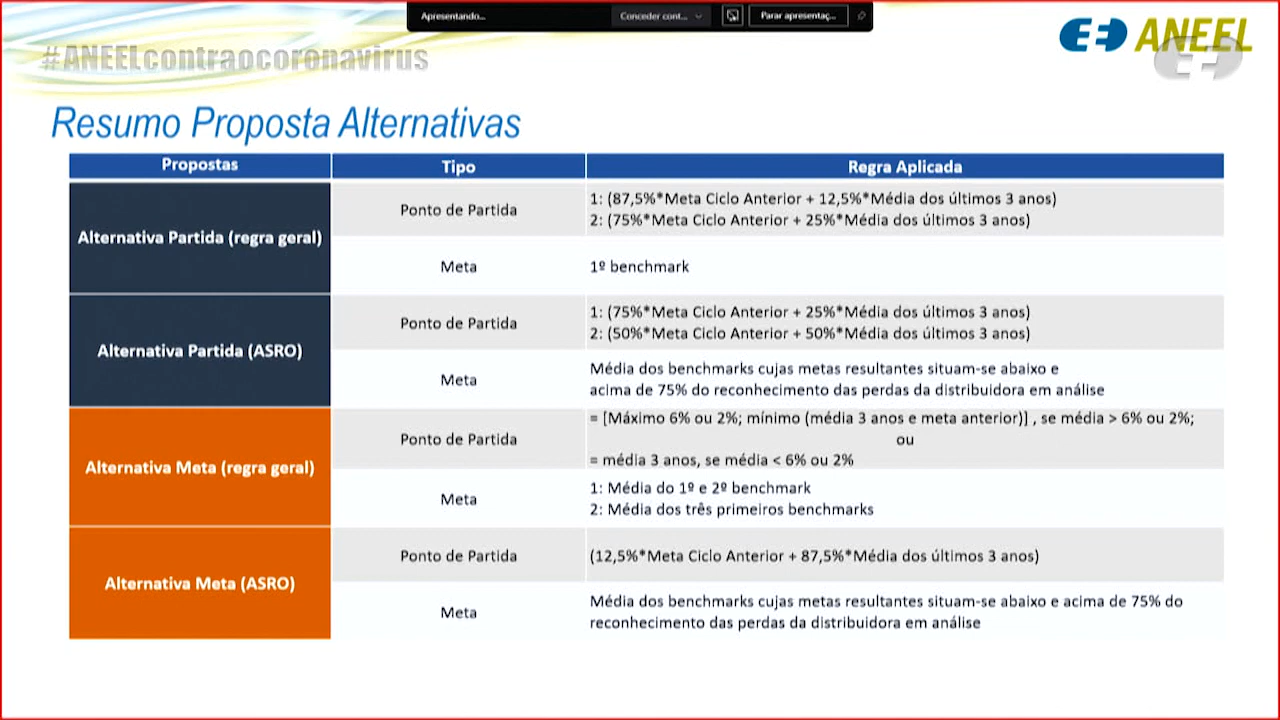 Apresentando...
Conceder cont...
Parar apresentaç...
ANEEL
#ANEELcontraocoronavirus
Resumo Proposta Alternativas
Propostas
Tipo
Regra Aplicada
Alternativa Partida (regra geral)
Ponto de Partida
1: (87,5%*Meta Ciclo Anterior + 12,5%*Média dos últimos 3 anos)
2: (75%*Meta Ciclo Anterior + 25%*Média dos últimos 3 anos)
Meta
1º benchmark
Alternativa Partida (ASRO)
Ponto de Partida
1: (75%*Meta Ciclo Anterior + 25%*Média dos últimos 3 anos)
2: (50%*Meta Ciclo Anterior + 50%*Média dos últimos 3 anos)
Meta
Média dos benchmarks cujas metas resultantes situam-se abaixo e
acima de 75% do reconhecimento das perdas da distribuidora em análise
Alternativa Meta (regra geral)
Ponto de Partida
= [Máximo 6% ou 2%; mínimo (média 3 anos e meta anterior)] , se média > 6% ou 2%;
ou
= média 3 anos, se média < 6% ou 2%
Meta
1: Média do 1º e 2º benchmark
2: Média dos três primeiros benchmarks
Alternativa Meta (ASRO)
Ponto de Partida
(12,5%*Meta Ciclo Anterior + 87,5%*Média dos últimos 3 anos)
Meta
Média dos benchmarks cujas metas resultantes situam-se abaixo e acima de 75% do
reconhecimento das perdas da distribuidora em análise